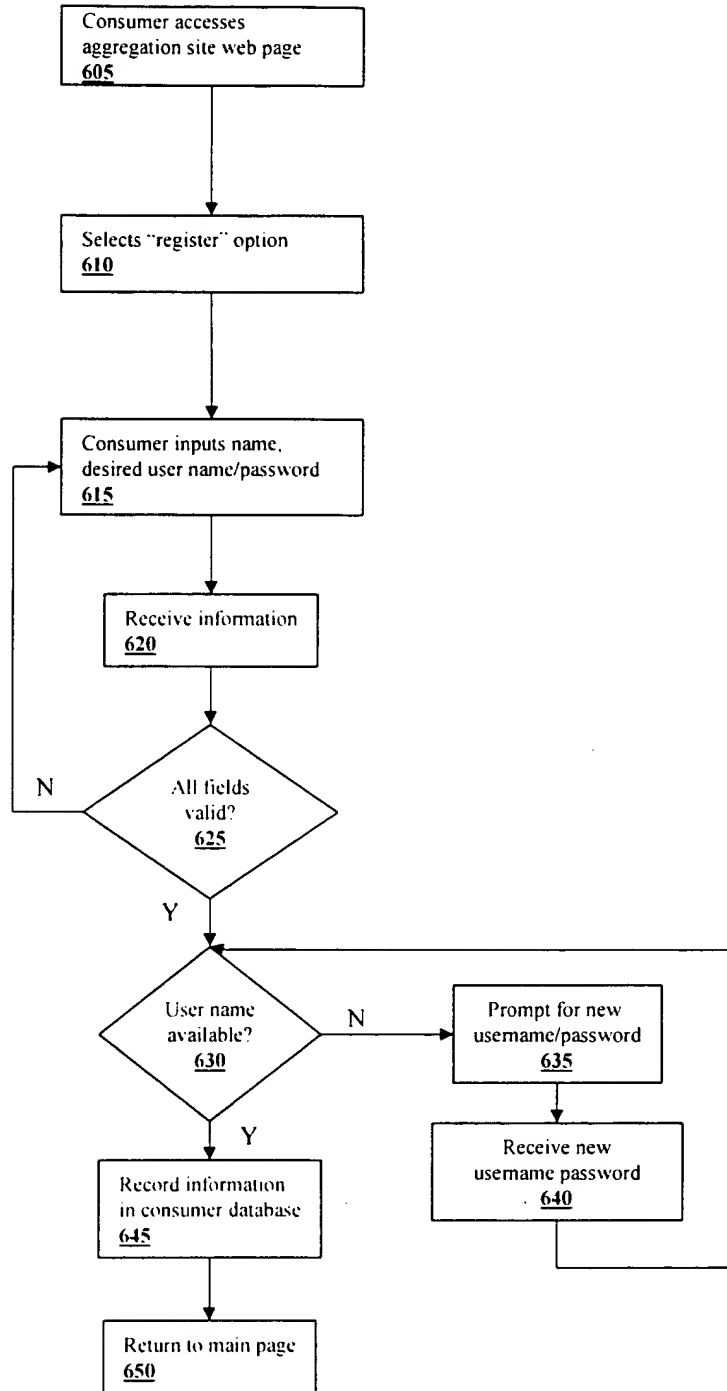 Consumer accesses
aggregation site web page
605
Selects "register" option
610
Consumer inputs name,
desired user name/password
615
Receive information
620
All fields
valid?
625
N
Y
User name
available?
630
N
Prompt for new
username/password
635
Y
Receive new
username password
640
Record information
in consumer database
645
Return to main page
650